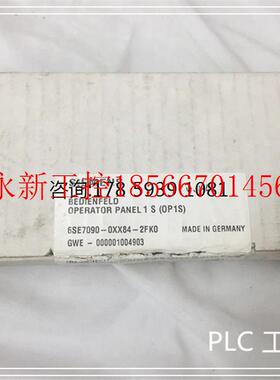 咨询178 5939 1081
永新正控18566701456
BEDIENFELD
OPERATOR PANEL 1 S (OP1S)
6SE7090-0XX84-2FK0 MADE IN GERMANY
GWE - 000001004903
PLC 工